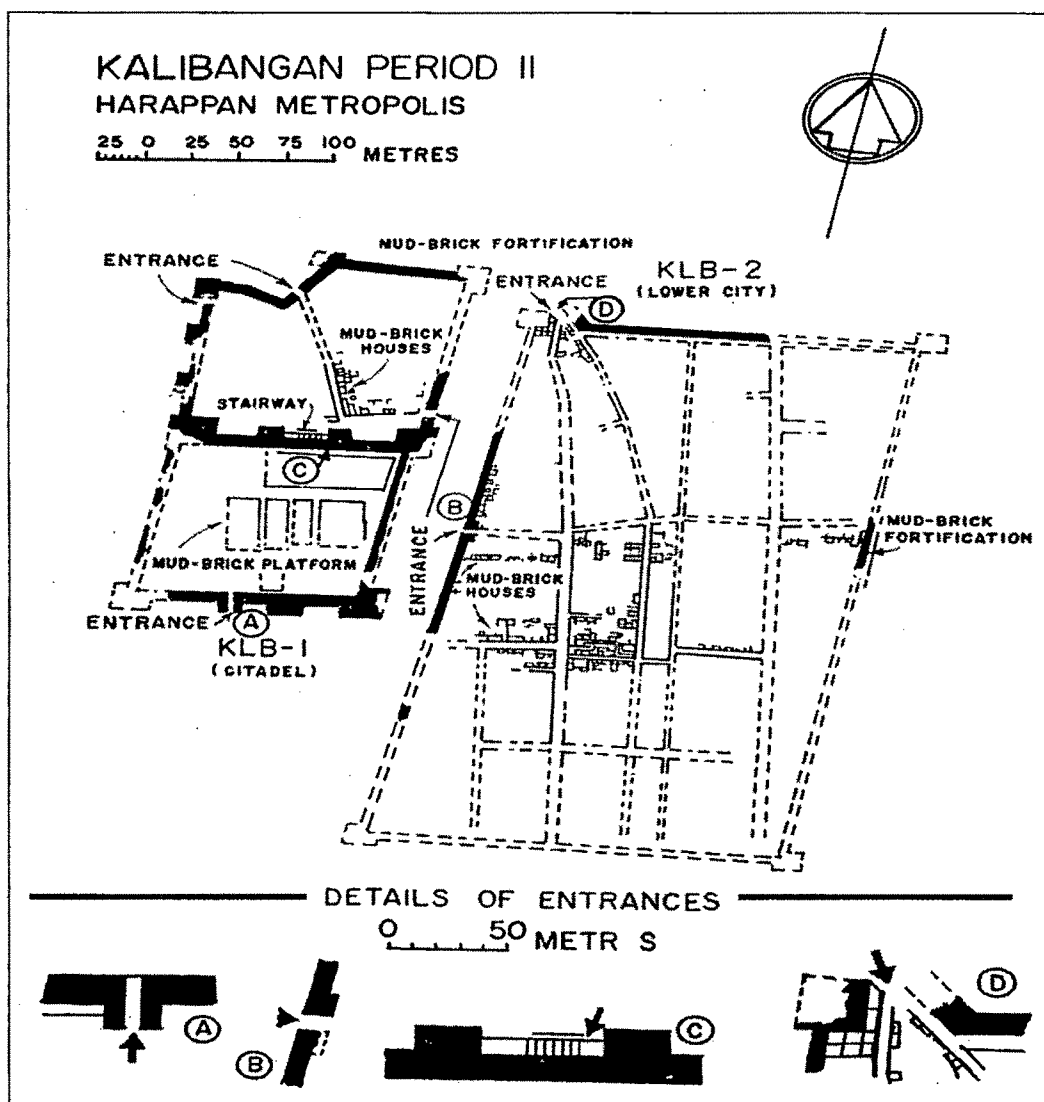 KALIBANGAN PERIOD II
HARAPPAN METROPOLIS
25 0 25 50 75 100 METRES
MUD-BRICK FORTIFICATION
ENTRANCE
ENTRANCE
KLB-2
(LOWER CITY)
D
MUD-BRICK
HOUSES
STAIRWAY
C
B
MUD-BRICK
FORTIFICATION
MUD-BRICK PLATFORM
ENTRANCE
MUD-BRICK
HOUSES
ENTRANCE
A
KLB-1
(CITADEL)
DETAILS OF ENTRANCES
0 50 METR S
A
B
C
D